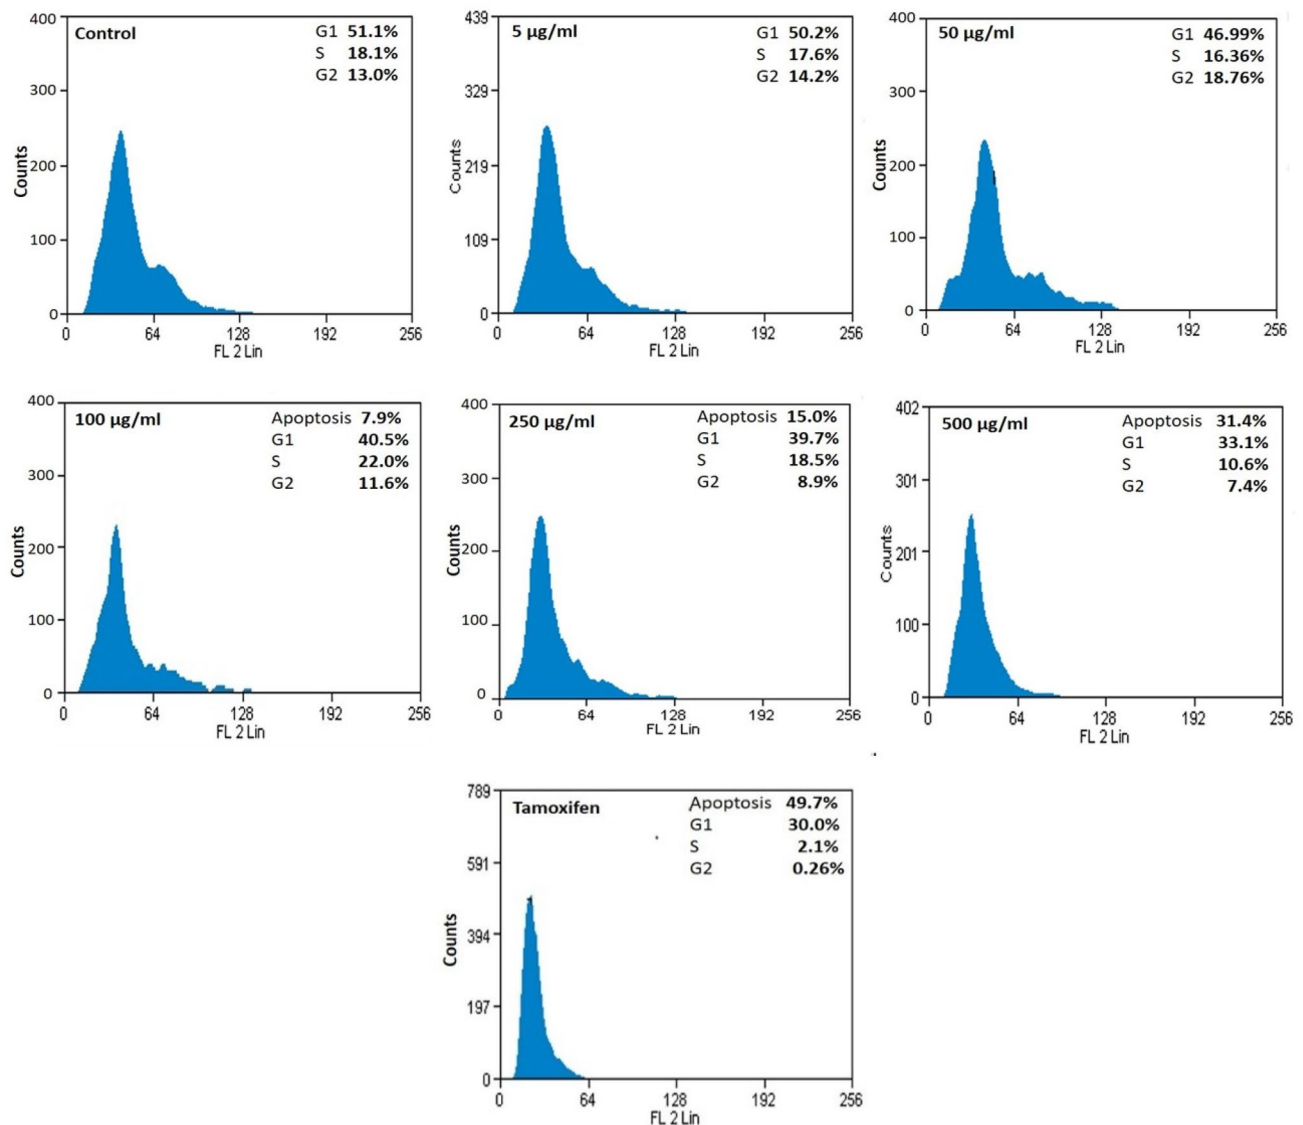 Control
G1 51.1%
S 18.1%
G2 13.0%
400
300
200
100
0
Counts
0 64 128 192 256
FL 2 Lin
5 µg/ml
G1 50.2%
S 17.6%
G2 14.2%
439
329
219
109
0
Counts
0 64 128 192 256
FL 2 Lin
50 µg/ml
G1 46.99%
S 16.36%
G2 18.76%
400
300
200
100
0
Counts
0 64 128 192 256
FL 2 Lin
100 µg/ml
Apoptosis 7.9%
G1 40.5%
S 22.0%
G2 11.6%
400
300
200
100
0
Counts
0 64 128 192 256
FL 2 Lin
250 µg/ml
Apoptosis 15.0%
G1 39.7%
S 18.5%
G2 8.9%
400
300
200
100
0
Counts
0 64 128 192 256
FL 2 Lin
500 µg/ml
Apoptosis 31.4%
G1 33.1%
S 10.6%
G2 7.4%
402
301
201
100
0
Counts
0 64 128 192 256
FL 2 Lin
Tamoxifen
Apoptosis 49.7%
G1 30.0%
S 2.1%
G2 0.26%
789
591
394
197
0
Counts
0 64 128 192 256
FL 2 Lin